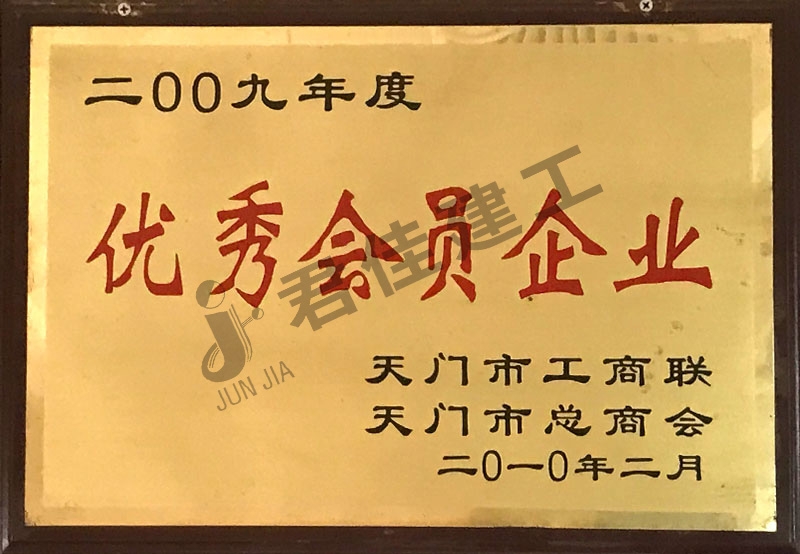 二00九年度
优秀会员企业
君佳建工
JUN JIA
天门市工商联
天门市总商会
二0一0年二月